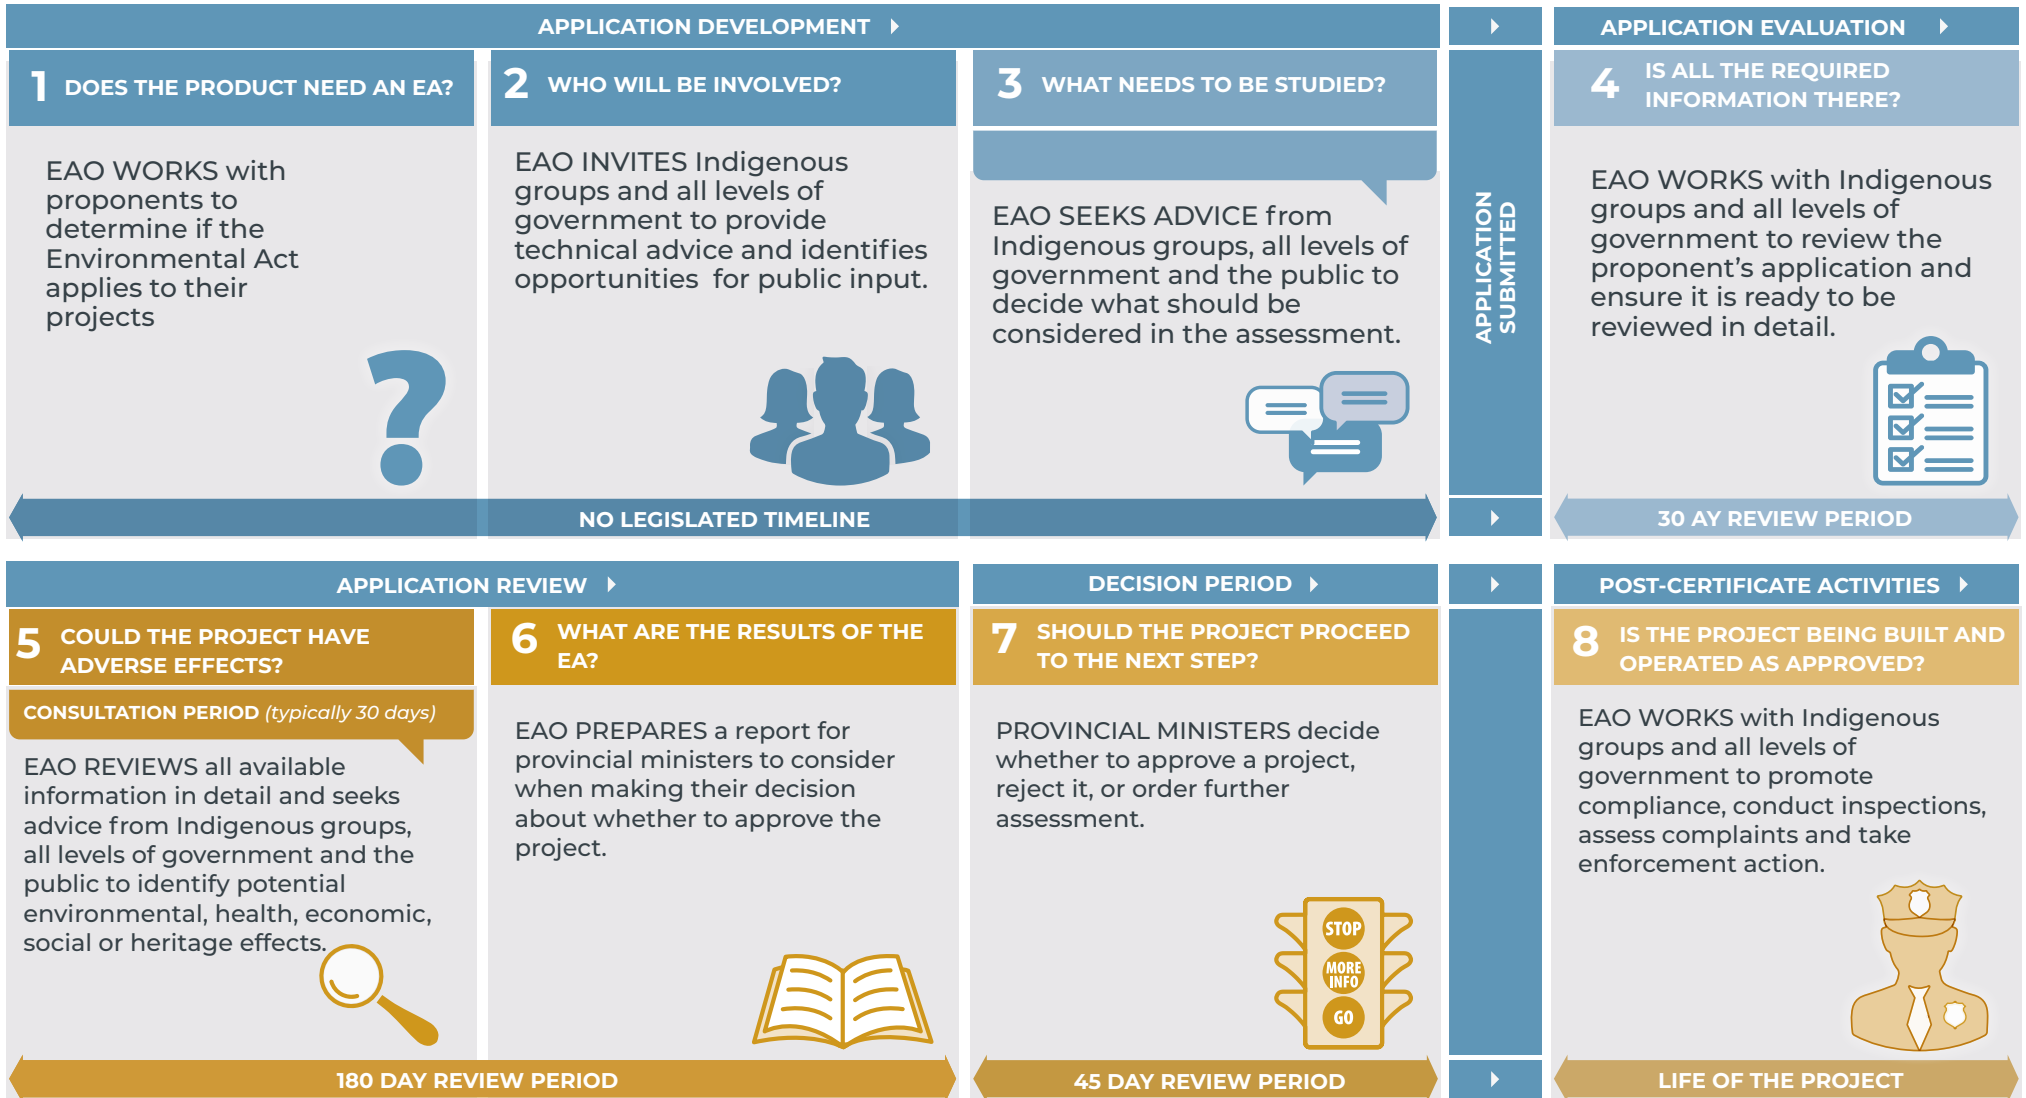 APPLICATION DEVELOPMENT
1 DOES THE PRODUCT NEED AN EA?
EAO WORKS with
proponents to
determine if the
Environmental Act
applies to their
projects
2 WHO WILL BE INVOLVED?
EAO INVITES Indigenous
groups and all levels of
government to provide
technical advice and identifies
opportunities for public input.
3 WHAT NEEDS TO BE STUDIED?
EAO SEEKS ADVICE from
Indigenous groups, all levels of
government and the public to
decide what should be
considered in the assessment.
NO LEGISLATED TIMELINE
APPLICATION
SUBMITTED
APPLICATION EVALUATION
4 IS ALL THE REQUIRED
INFORMATION THERE?
EAO WORKS with Indigenous
groups and all levels of
government to review the
proponent’s application and
ensure it is ready to be
reviewed in detail.
30 AY REVIEW PERIOD
APPLICATION REVIEW
5 COULD THE PROJECT HAVE
ADVERSE EFFECTS?
CONSULTATION PERIOD (typically 30 days)
EAO REVIEWS all available
information in detail and seeks
advice from Indigenous groups,
all levels of government and the
public to identify potential
environmental, health, economic,
social or heritage effects.
6 WHAT ARE THE RESULTS OF THE
EA?
EAO PREPARES a report for
provincial ministers to consider
when making their decision
about whether to approve the
project.
180 DAY REVIEW PERIOD
DECISION PERIOD
7 SHOULD THE PROJECT PROCEED
TO THE NEXT STEP?
PROVINCIAL MINISTERS decide
whether to approve a project,
reject it, or order further
assessment.
STOP
MORE
INFO
GO
45 DAY REVIEW PERIOD
POST-CERTIFICATE ACTIVITIES
8 IS THE PROJECT BEING BUILT AND
OPERATED AS APPROVED?
EAO WORKS with Indigenous
groups and all levels of
government to promote
compliance, conduct inspections,
assess complaints and take
enforcement action.
LIFE OF THE PROJECT